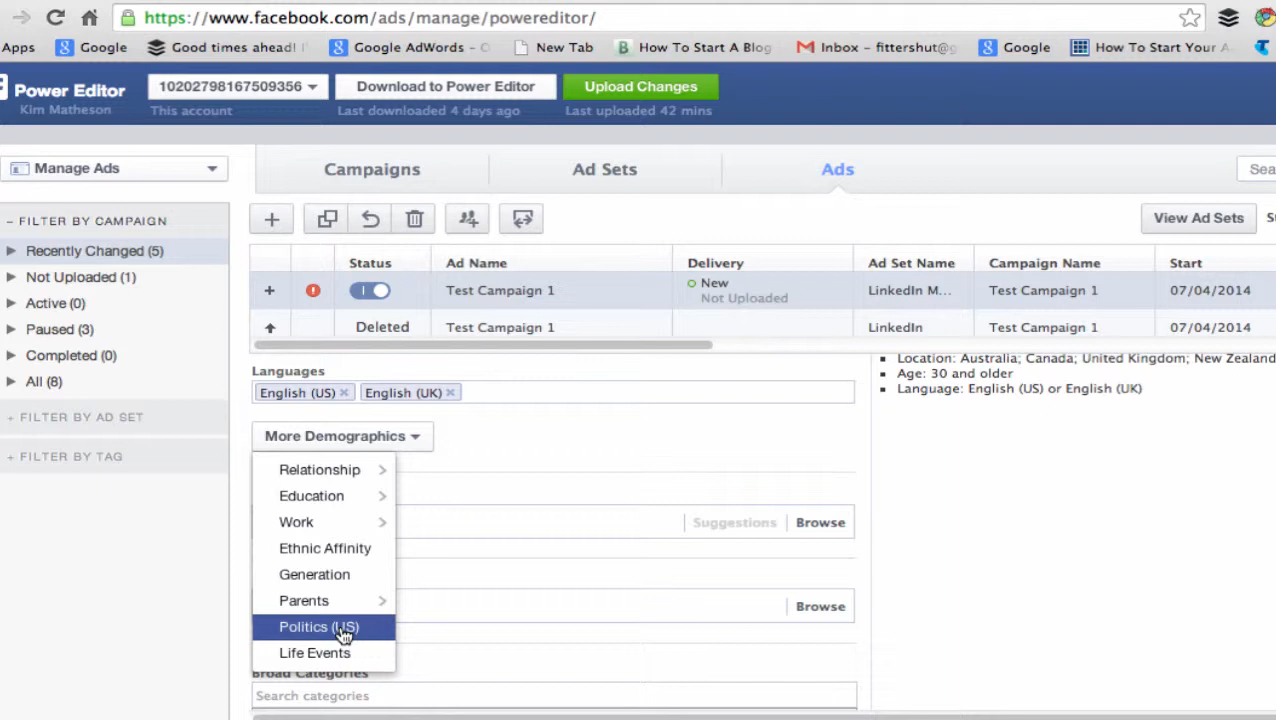 https://www.facebook.com/ads/manage/powereditor/
Apps Google Good times ahead! Google AdWords - New Tab How To Start A Blog Inbox - fittershut@g Google How To Start Your A
Power Editor
Kim Matheson
102027981675​09356
This account
Download to Power Editor
Last downloaded 4 days ago
Upload Changes
Last uploaded 42 mins
Manage Ads
Campaigns Ad Sets Ads Sea
– FILTER BY CAMPAIGN
Recently Changed (5)
Not Uploaded (1)
Active (0)
Paused (3)
Completed (0)
All (8)
+ FILTER BY AD SET
+ FILTER BY TAG
View Ad Sets
Status Ad Name Delivery Ad Set Name Campaign Name Start
+ Test Campaign 1 New LinkedIn M... Test Campaign 1 07/04/2014
Not Uploaded
Deleted Test Campaign 1 LinkedIn Test Campaign 1 07/04/2014
Languages
English (US) × English (UK) ×
More Demographics
Relationship
Education
Work
Ethnic Affinity
Generation
Parents
Politics (US)
Life Events
Suggestions Browse
Browse
Broad Categories
Search categories
Location: Australia; Canada; United Kingdom; New Zealand
Age: 30 and older
Language: English (US) or English (UK)